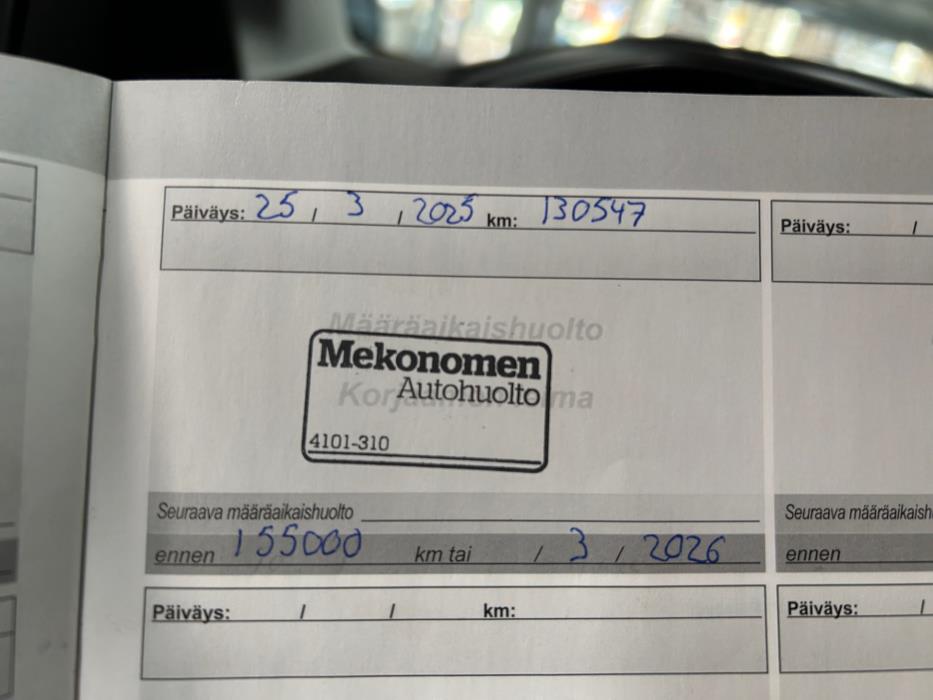 Päiväys: 25 / 3 / 2025 km: 130547
Päiväys: /
Määräaikaishuolto
Mekonomen
Autohuolto
4101-310
Seuraava määräaikaishuolto
ennen 155000 km tai / 3 / 2026
Seuraava määräaikaish
ennen
Päiväys: / / km:
Päiväys: /